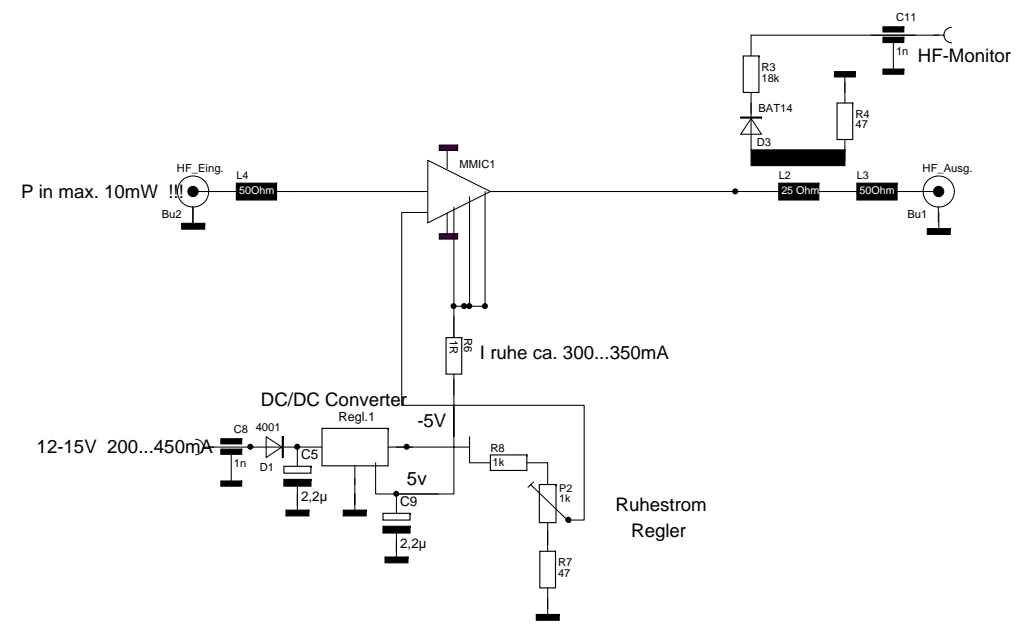 C11
1n
HF-Monitor
R3
18k
BAT14
D3
R4
47
MMIC1
HF_Eing.
L4
50Ohm
P in max. 10mW !!!
Bu2
L2
25 Ohm
L3
50Ohm
HF_Ausg.
Bu1
R6
1R
I ruhe ca. 300...350mA
DC/DC Converter
Regl.1
-5V
12-15V 200...450mA
C8
1n
4001
D1
C5
2,2µ
5v
C9
2,2µ
R8
1k
P2
1k
Ruhestrom
Regler
R7
47